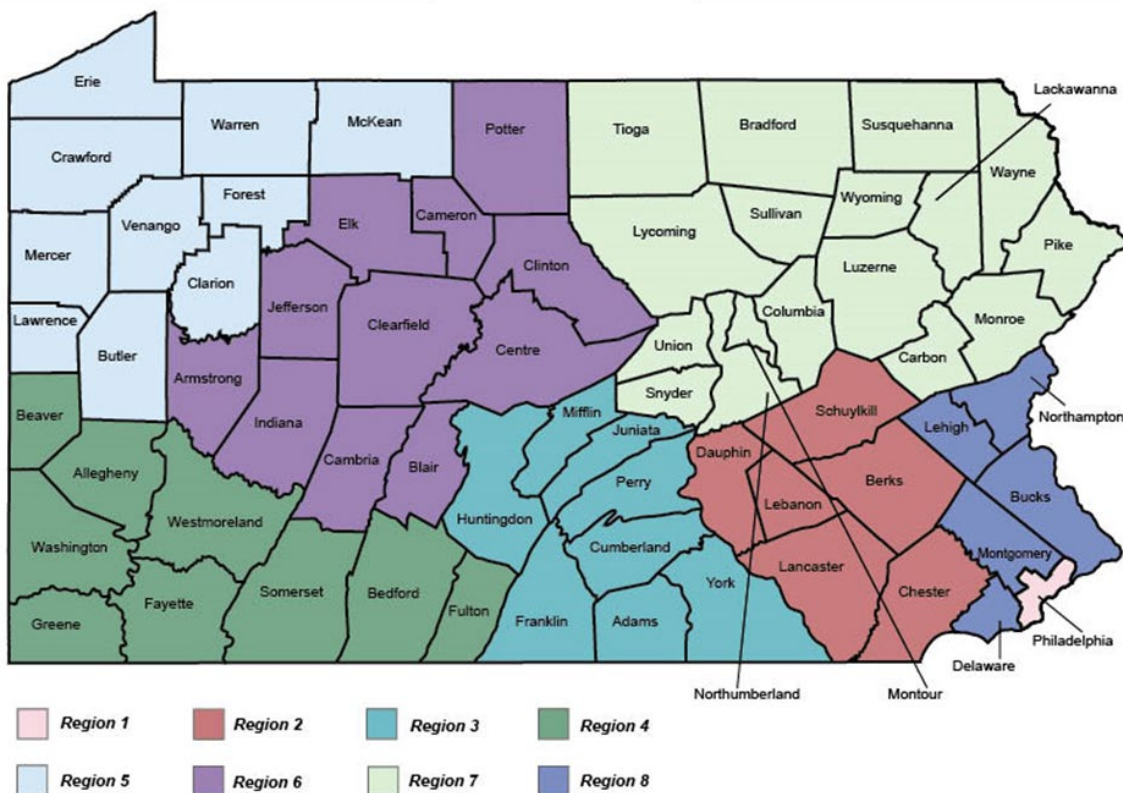 Erie
Lackawanna
Warren
McKean
Potter
Tioga
Bradford
Susquehanna
Crawford
Wayne
Forest
Wyoming
Venango
Elk
Cameron
Sullivan
Lycoming
Mercer
Pike
Clinton
Luzerne
Clarion
Jefferson
Columbia
Lawrence
Clearfield
Monroe
Union
Centre
Butler
Carbon
Armstrong
Snyder
Beaver
Mifflin
Schuylkill
Northampton
Indiana
Juniata
Lehigh
Dauphin
Cambria
Blair
Allegheny
Perry
Berks
Bucks
Lebanon
Huntingdon
Westmoreland
Washington
Cumberland
Montgomery
Lancaster
York
Chester
Somerset
Bedford
Fayette
Fulton
Greene
Franklin
Adams
Philadelphia
Delaware
Northumberland
Montour
Region 1
Region 2
Region 3
Region 4
Region 5
Region 6
Region 7
Region 8